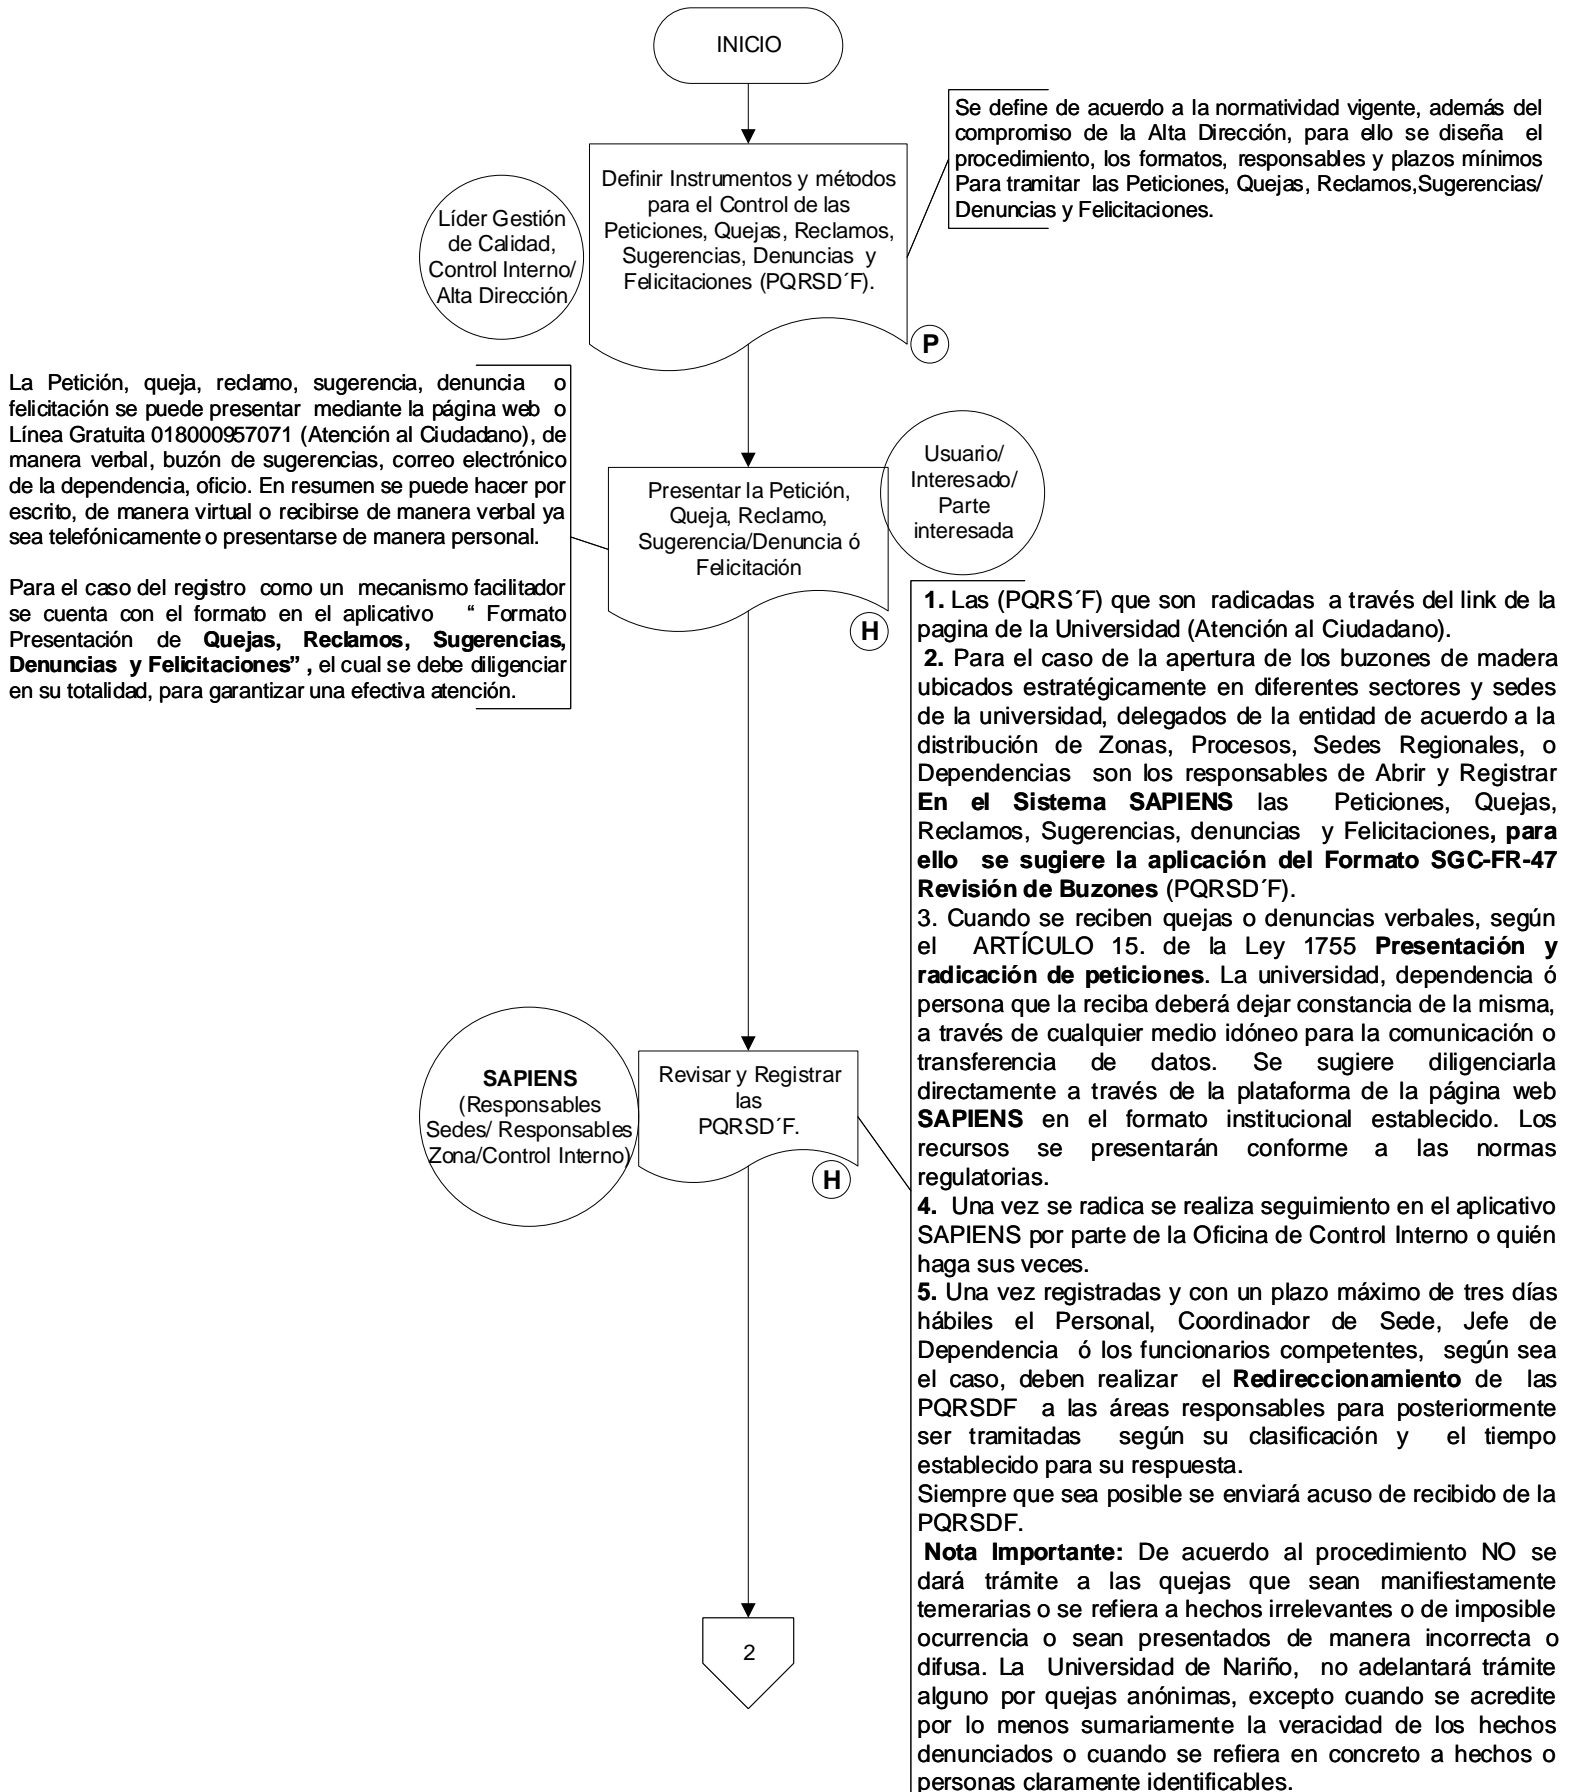 INICIO
Se define de acuerdo a la normatividad vigente, además del
compromiso de la Alta Dirección, para ello se diseña el
procedimiento, los formatos, responsables y plazos mínimos
Para tramitar las Peticiones, Quejas, Reclamos,Sugerencias/
Denuncias y Felicitaciones.
Definir Instrumentos y métodos
para el Control de las
Peticiones, Quejas, Reclamos,
Sugerencias, Denuncias y
Felicitaciones (PQRSD´F).
Líder Gestión
de Calidad,
Control Interno/
Alta Dirección
P
La Petición, queja, reclamo, sugerencia, denuncia o
felicitación se puede presentar mediante la página web o
Línea Gratuita 018000957071 (Atención al Ciudadano), de
manera verbal, buzón de sugerencias, correo electrónico
de la dependencia, oficio. En resumen se puede hacer por
escrito, de manera virtual o recibirse de manera verbal ya
sea telefónicamente o presentarse de manera personal.
Para el caso del registro como un mecanismo facilitador
se cuenta con el formato en el aplicativo “ Formato
Presentación de Quejas, Reclamos, Sugerencias,
Denuncias y Felicitaciones” , el cual se debe diligenciar
en su totalidad, para garantizar una efectiva atención.
Presentar la Petición,
Queja, Reclamo,
Sugerencia/Denuncia ó
Felicitación
Usuario/
Interesado/
Parte
interesada
H
1. Las (PQRS´F) que son radicadas a través del link de la
pagina de la Universidad (Atención al Ciudadano).
2. Para el caso de la apertura de los buzones de madera
ubicados estratégicamente en diferentes sectores y sedes
de la universidad, delegados de la entidad de acuerdo a la
distribución de Zonas, Procesos, Sedes Regionales, o
Dependencias son los responsables de Abrir y Registrar
En el Sistema SAPIENS las Peticiones, Quejas,
Reclamos, Sugerencias, denuncias y Felicitaciones, para
ello se sugiere la aplicación del Formato SGC-FR-47
Revisión de Buzones (PQRSD´F).
3. Cuando se reciben quejas o denuncias verbales, según
el ARTÍCULO 15. de la Ley 1755 Presentación y
radicación de peticiones. La universidad, dependencia ó
persona que la reciba deberá dejar constancia de la misma,
a través de cualquier medio idóneo para la comunicación o
transferencia de datos. Se sugiere diligenciarla
directamente a través de la plataforma de la página web
SAPIENS en el formato institucional establecido. Los
recursos se presentarán conforme a las normas
regulatorias.
4. Una vez se radica se realiza seguimiento en el aplicativo
SAPIENS por parte de la Oficina de Control Interno o quién
haga sus veces.
5. Una vez registradas y con un plazo máximo de tres días
hábiles el Personal, Coordinador de Sede, Jefe de
Dependencia ó los funcionarios competentes, según sea
el caso, deben realizar el Redireccionamiento de las
PQRSDF a las áreas responsables para posteriormente
ser tramitadas según su clasificación y el tiempo
establecido para su respuesta.
Siempre que sea posible se enviará acuso de recibido de la
PQRSDF.
Nota Importante: De acuerdo al procedimiento NO se
dará trámite a las quejas que sean manifiestamente
temerarias o se refiera a hechos irrelevantes o de imposible
ocurrencia o sean presentados de manera incorrecta o
difusa. La Universidad de Nariño, no adelantará trámite
alguno por quejas anónimas, excepto cuando se acredite
por lo menos sumariamente la veracidad de los hechos
denunciados o cuando se refiera en concreto a hechos o
personas claramente identificables.
SAPIENS
(Responsables
Sedes/ Responsables
Zona/Control Interno)
Revisar y Registrar
las
PQRSD´F.
H
2